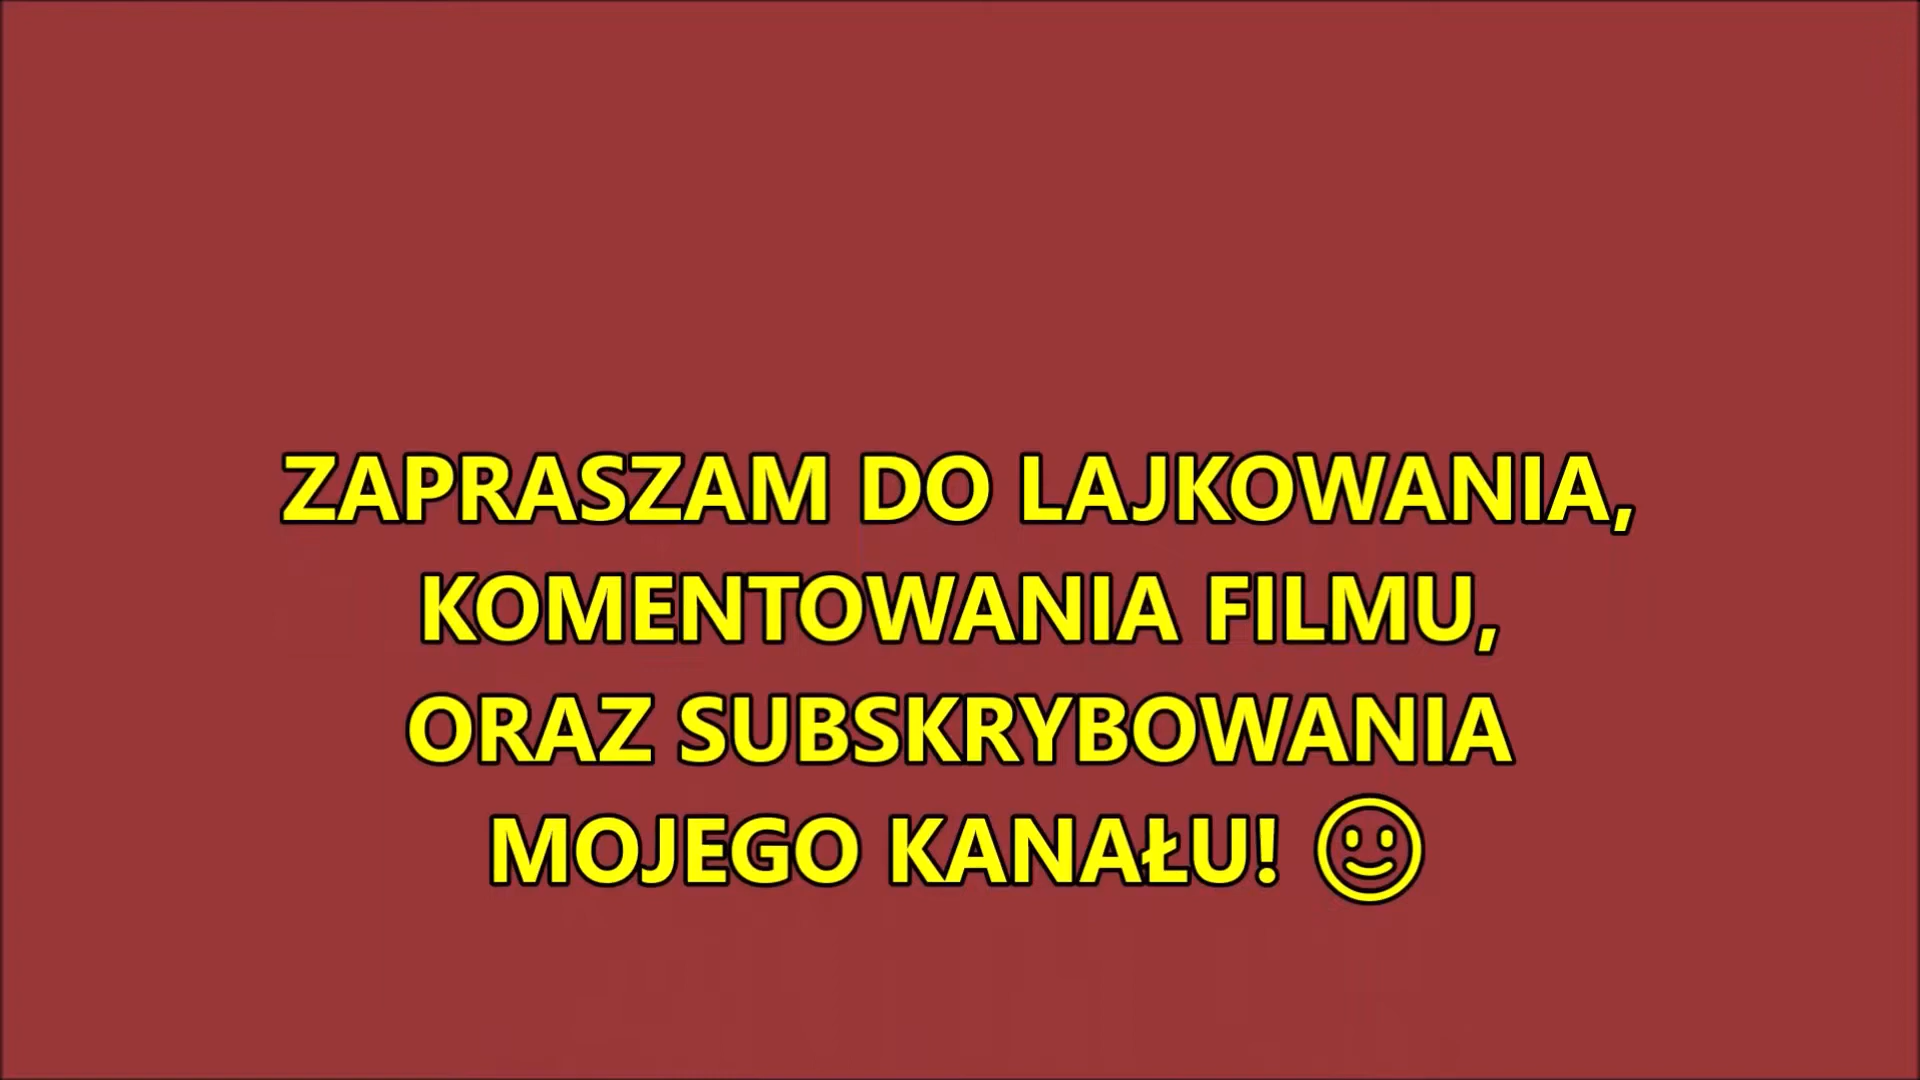 ZAPRASZAM DO LAJKOWANIA,
KOMENTOWANIA FILMU,
ORAZ SUBSKRYBOWANIA
MOJEGO KANAŁU! ☺